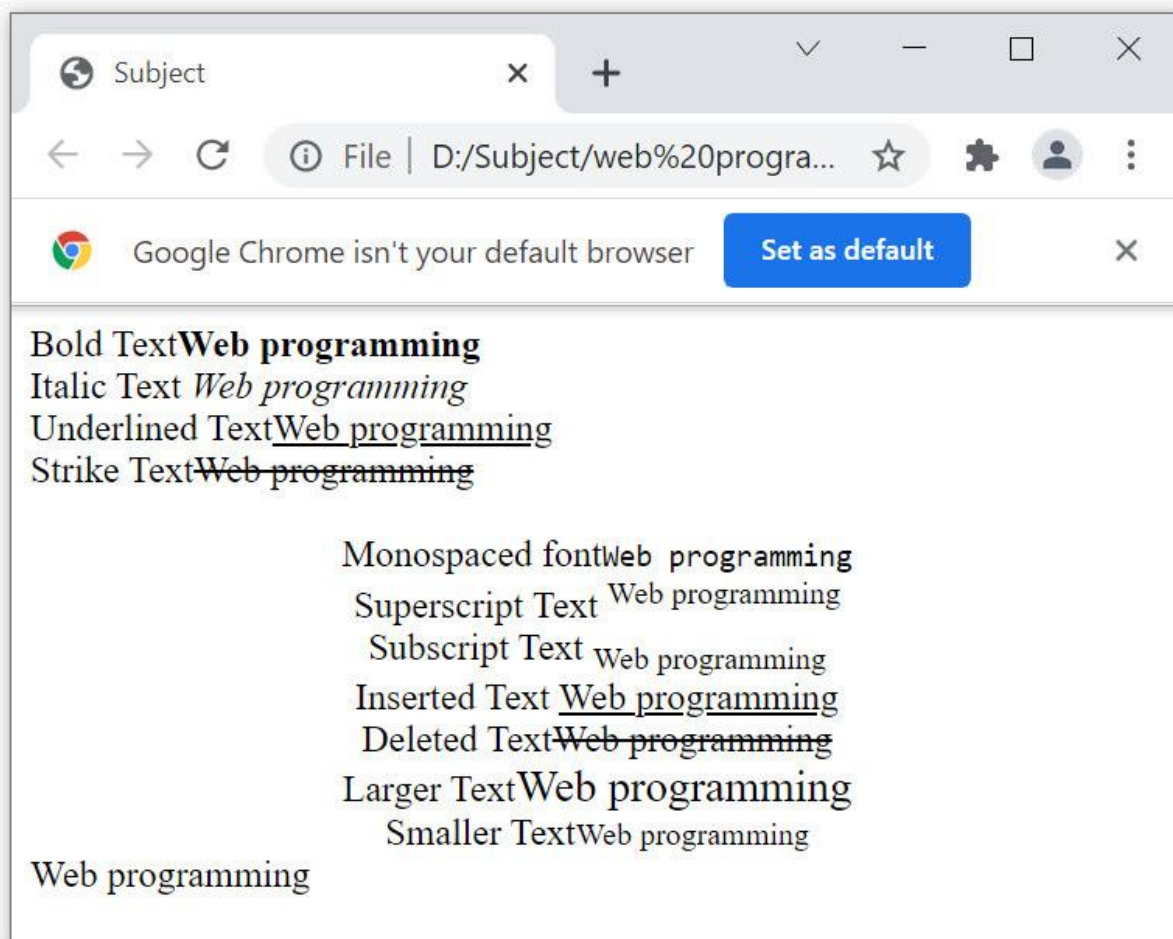 Subject
File | D:/Subject/web%20progra...
Google Chrome isn't your default browser Set as default
Bold TextWeb programming
Italic Text Web programming
Underlined TextWeb programming
Strike TextWeb programming
Monospaced fontWeb programming
Superscript Text Web programming
Subscript Text Web programming
Inserted Text Web programming
Deleted TextWeb programming
Larger TextWeb programming
Smaller TextWeb programming
Web programming